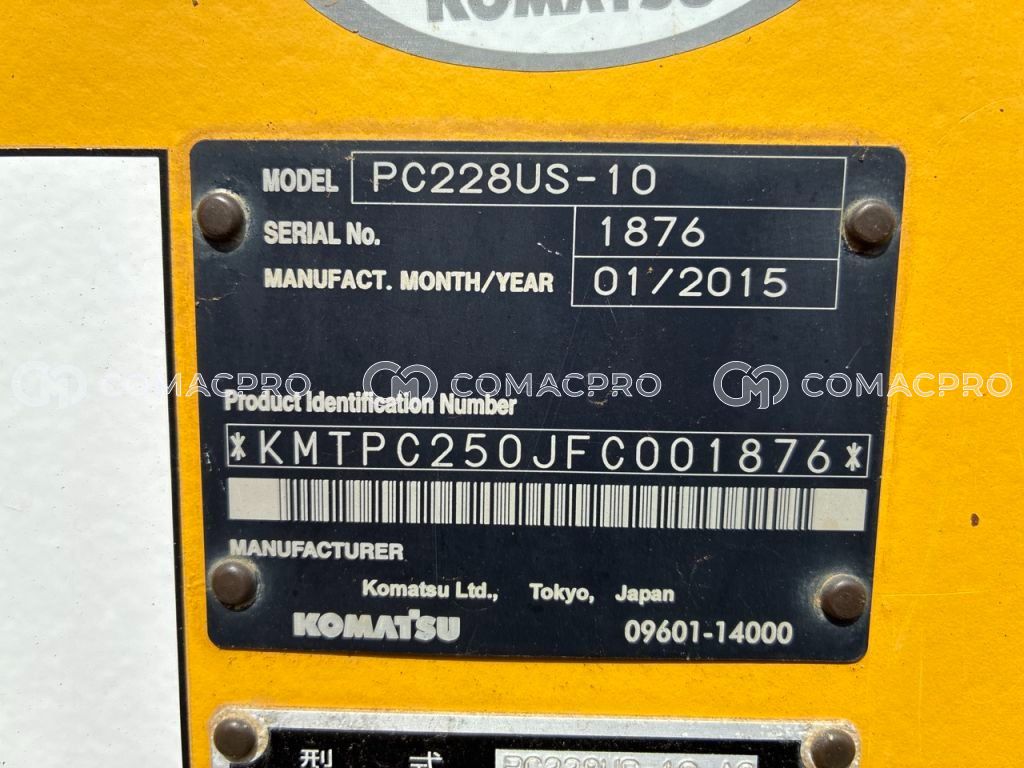 KOMATSU
MODEL PC228US-10
SERIAL No. 1876
MANUFACT. MONTH/YEAR 01/2015
COMACPRO COMACPRO COMACPRO
Product Identification Number
*KMTPC250JFC001876*
MANUFACTURER
Komatsu Ltd., Tokyo, Japan
KOMATSU 09601-14000
型 式